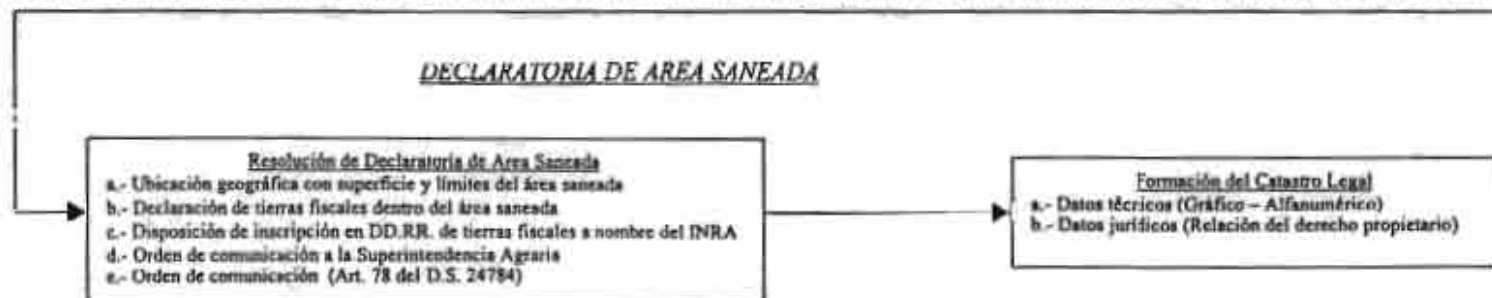 DECLARATORIA DE AREA SANEADA
Resolución de Declaratoria de Area Saneada
a.- Ubicación geográfica con superficie y límites del área saneada
b.- Declaración de tierras fiscales dentro del área saneada
c.- Disposición de inscripción en DD.RR. de tierras fiscales a nombre del INRA
d.- Orden de comunicación a la Superintendencia Agraria
e.- Orden de comunicación (Art. 78 del D.S. 24784)
Formación del Catastro Legal
a.- Datos técnicos (Gráfico – Alfanumérico)
b.- Datos jurídicos (Relación del derecho propietario)